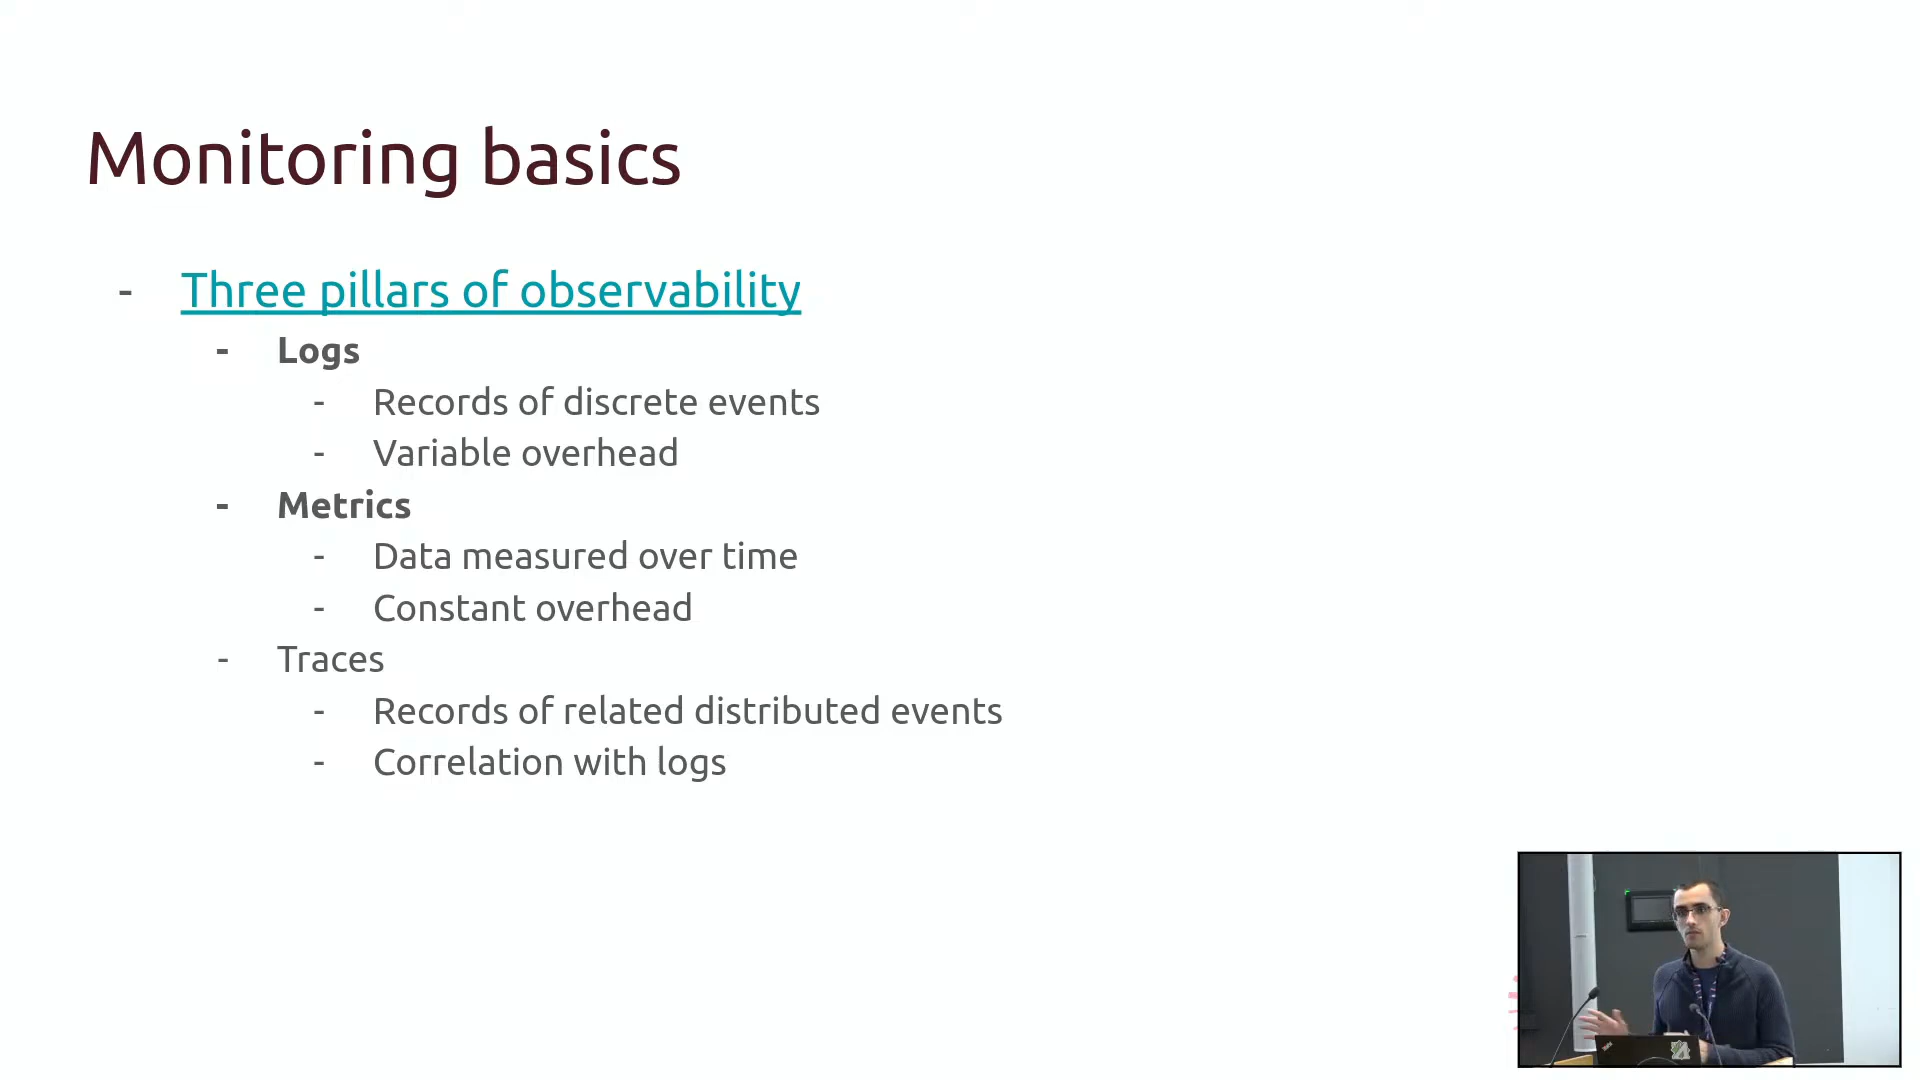 Monitoring basics
- Three pillars of observability
- Logs
- Records of discrete events
- Variable overhead
- Metrics
- Data measured over time
- Constant overhead
- Traces
- Records of related distributed events
- Correlation with logs